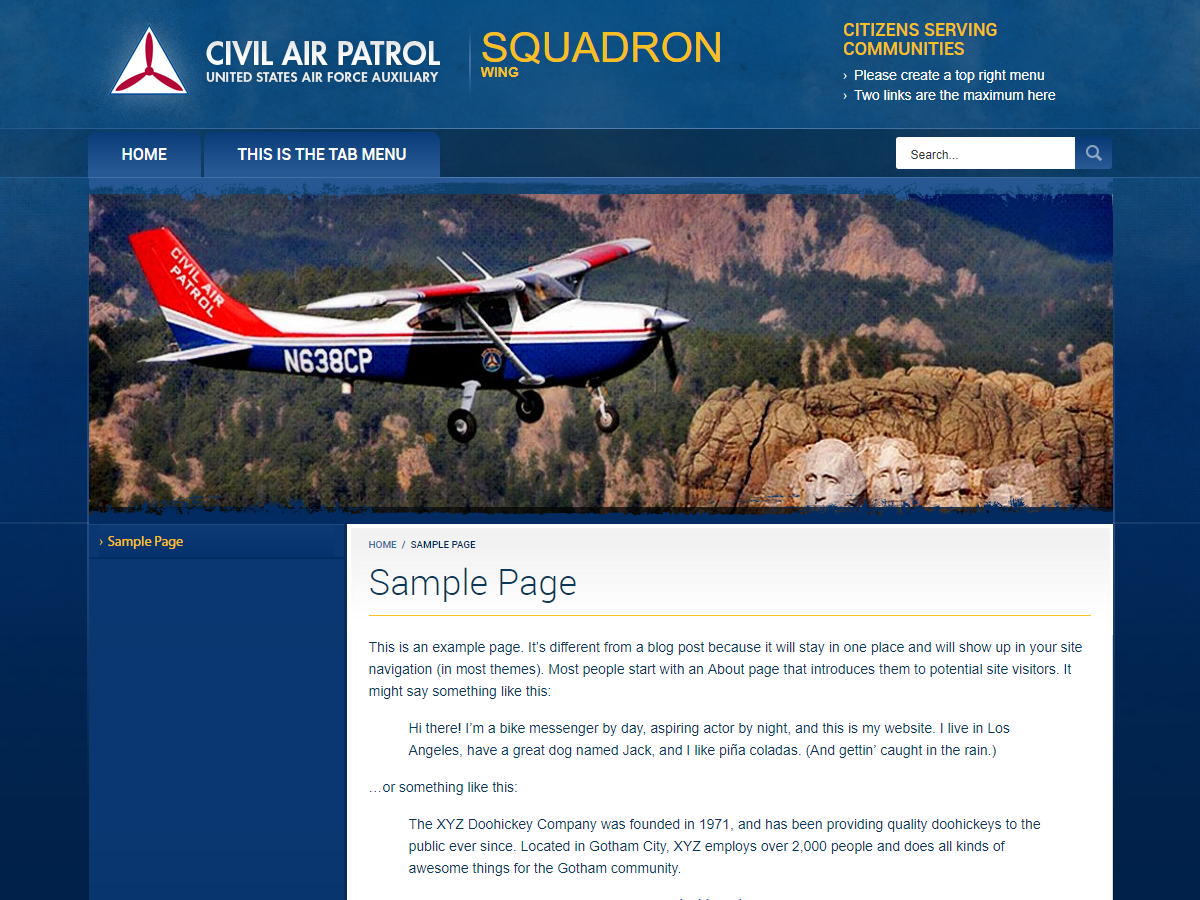 CIVIL AIR PATROL
UNITED STATES AIR FORCE AUXILIARY
SQUADRON
WING
CITIZENS SERVING
COMMUNITIES
› Please create a top right menu
› Two links are the maximum here
HOME
THIS IS THE TAB MENU
Search...
CIVIL AIR
PATROL
N638CP
› Sample Page
HOME / SAMPLE PAGE
Sample Page
This is an example page. It’s different from a blog post because it will stay in one place and will show up in your site
navigation (in most themes). Most people start with an About page that introduces them to potential site visitors. It
might say something like this:
Hi there! I’m a bike messenger by day, aspiring actor by night, and this is my website. I live in Los
Angeles, have a great dog named Jack, and I like piña coladas. (And gettin’ caught in the rain.)
…or something like this:
The XYZ Doohickey Company was founded in 1971, and has been providing quality doohickeys to the
public ever since. Located in Gotham City, XYZ employs over 2,000 people and does all kinds of
awesome things for the Gotham community.